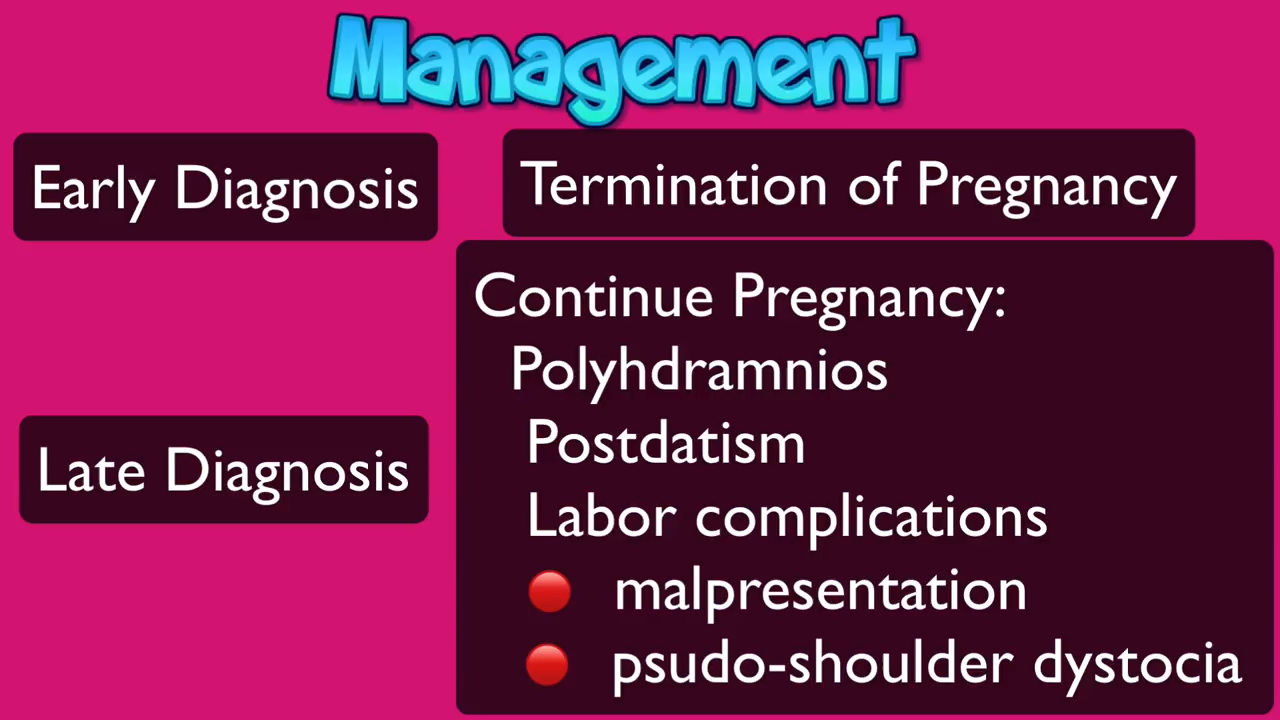 Management
Early Diagnosis
Termination of Pregnancy
Late Diagnosis
Continue Pregnancy:
Polyhdramnios
Postdatism
Labor complications
malpresentation
psudo-shoulder dystocia